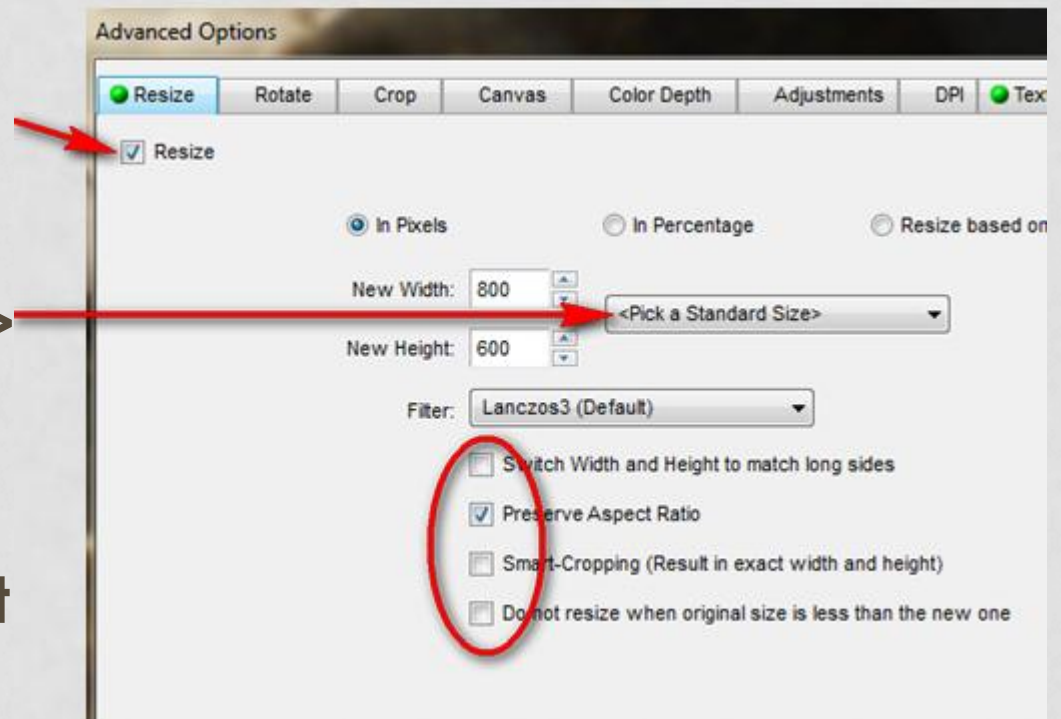 Advanced Options
Resize Rotate Crop Canvas Color Depth Adjustments DPI Tex
Resize
In Pixels In Percentage Resize based on
New Width: 800
<Pick a Standard Size>
>
New Height: 600
Filter: Lanczos3 (Default)
Switch Width and Height to match long sides
Preserve Aspect Ratio
Smart-Cropping (Result in exact width and height)
t
Do not resize when original size is less than the new one